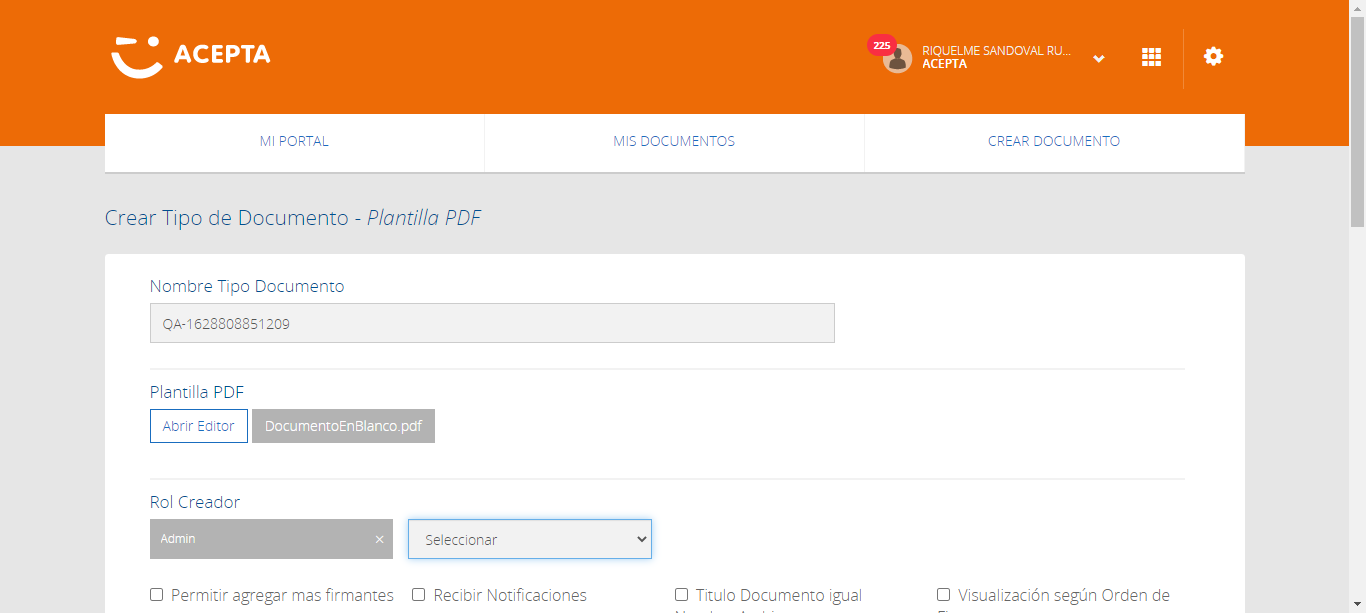 ACEPTA
225
RIQUELME SANDOVAL RU...
ACEPTA
MI PORTAL
MIS DOCUMENTOS
CREAR DOCUMENTO
Crear Tipo de Documento - Plantilla PDF
Nombre Tipo Documento
QA-1628808851209
Plantilla PDF
Abrir Editor
DocumentoEnBlanco.pdf
Rol Creador
Admin ×
Seleccionar
Permitir agregar mas firmantes
Recibir Notificaciones
Titulo Documento igual
Visualización según Orden de